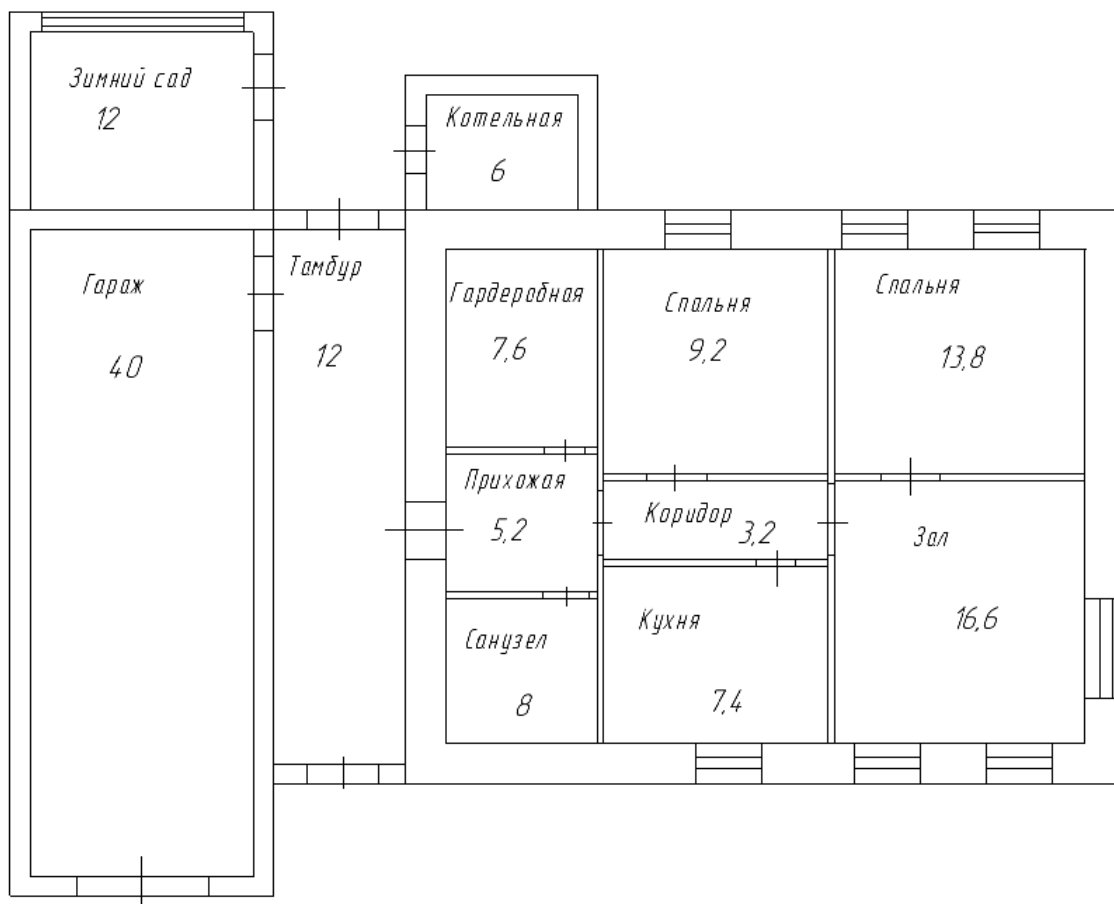 Зимний сад
12
Котельная
6
Гараж
40
Тамбур
12
Гардеробная
7,6
Спальня
9,2
Спальня
13,8
Прихожая
5,2
Коридор
3,2
Зал
16,6
Санузел
8
Кухня
7,4